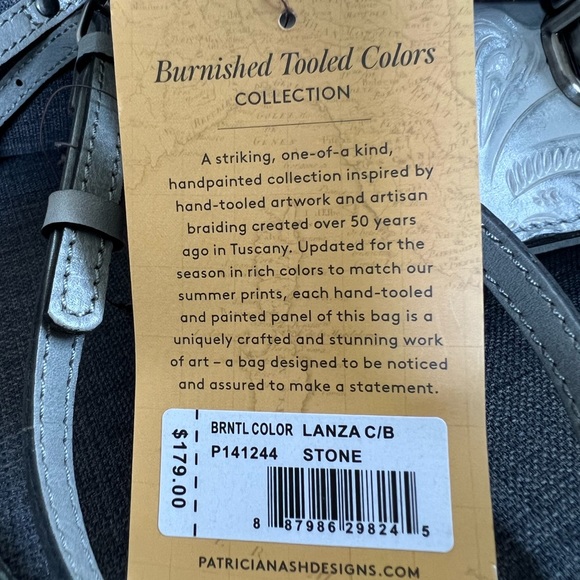 Burnished Tooled Colors
COLLECTION
A striking, one-of-a kind,
handpainted collection inspired by
hand-tooled artwork and artisan
braiding created over 50 years
ago in Tuscany. Updated for the
season in rich colors to match our
summer prints, each hand-tooled
and painted panel of this bag is a
uniquely crafted and stunning work
of art – a bag designed to be noticed
and assured to make a statement.
$179.00
BRNTL COLOR LANZA C/B
P141244 STONE
8 87986 29824 5
PATRICIANASHDESIGNS.COM